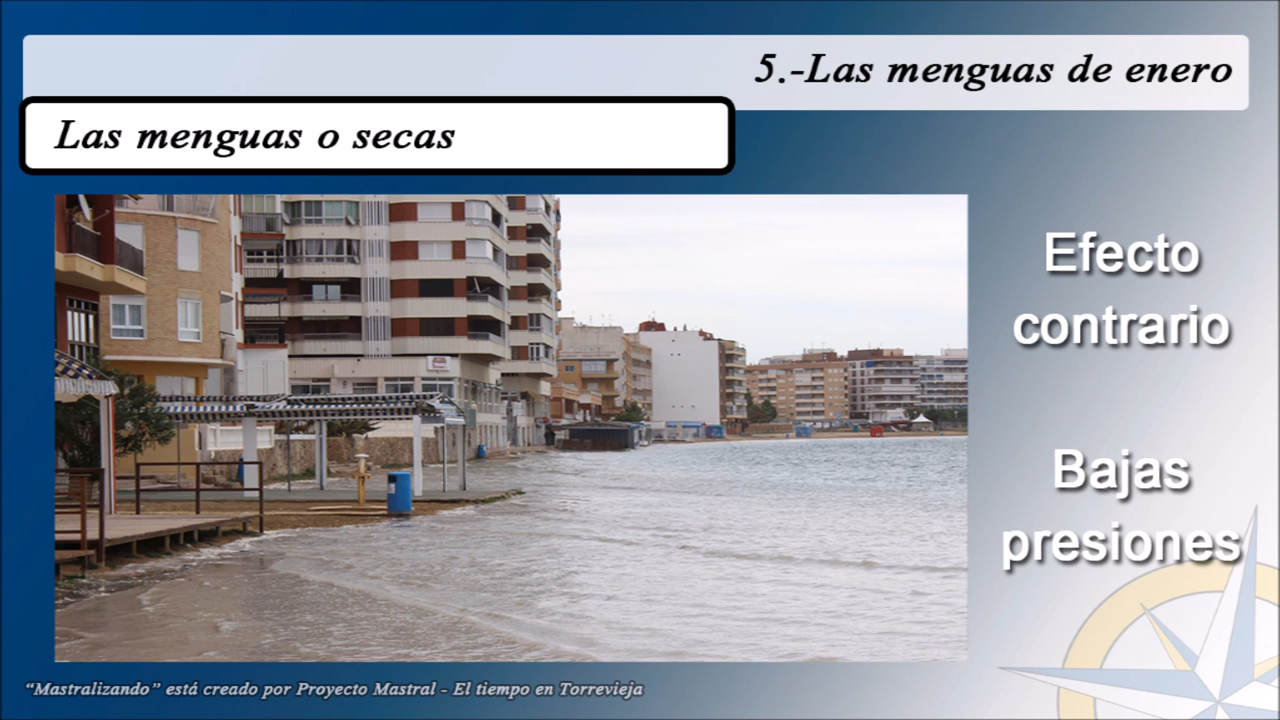 5.-Las menguas de enero
Las menguas o secas
Efecto
contrario
Bajas
presiones
“Mastralizando” está creado por Proyecto Mastral - El tiempo en Torrevieja